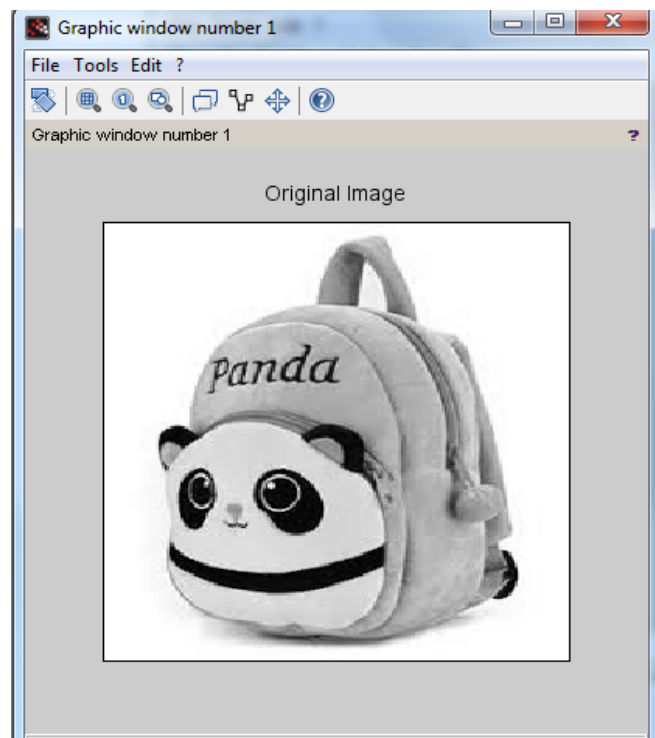 Graphic window number 1
File Tools Edit ?
Graphic window number 1 ?
Original Image
Panda